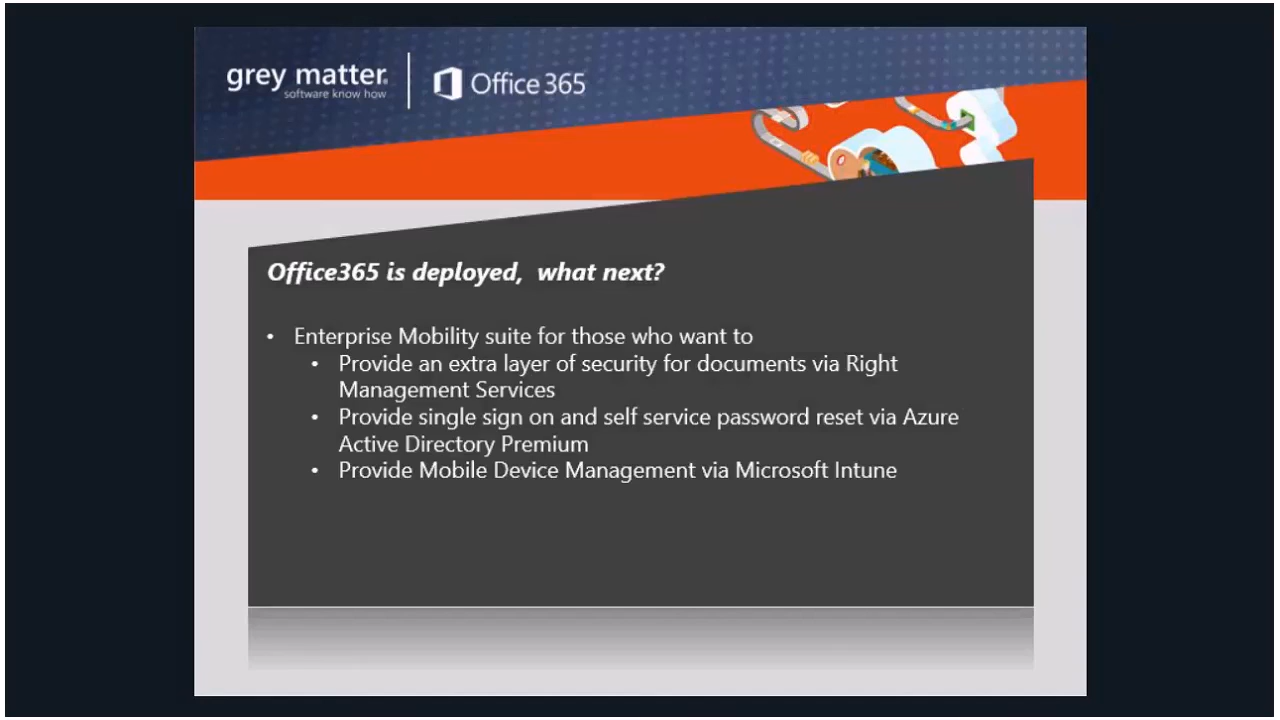 grey matter
software know how
Office 365
Office365 is deployed, what next?
• Enterprise Mobility suite for those who want to
• Provide an extra layer of security for documents via Right
Management Services
• Provide single sign on and self service password reset via Azure
Active Directory Premium
• Provide Mobile Device Management via Microsoft Intune